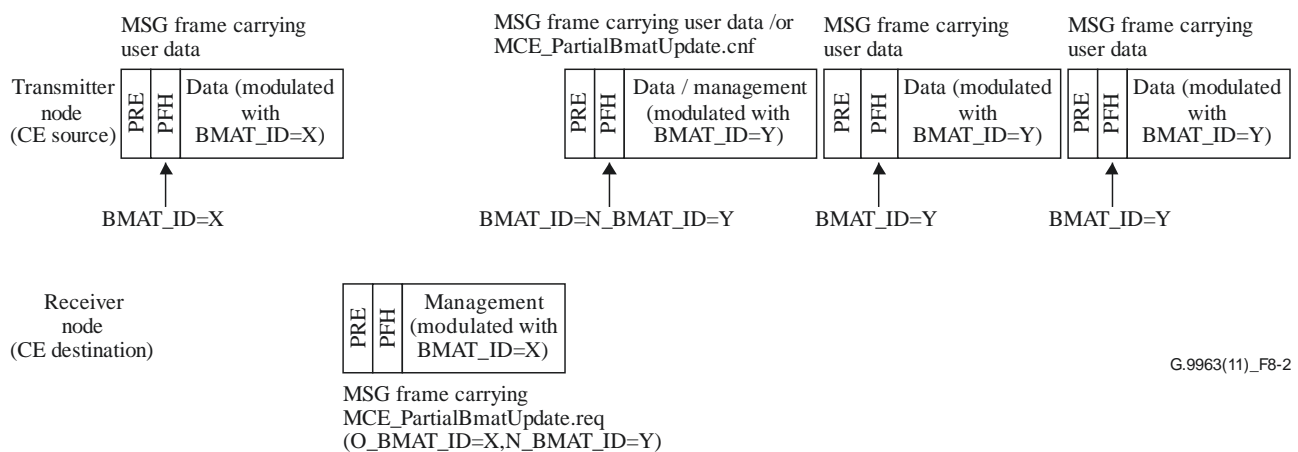 MSG frame carrying
user data
MSG frame carrying user data /or
MCE_PartialBmatUpdate.cnf
MSG frame carrying
user data
MSG frame carrying
user data
Transmitter
node
(CE source)
PRE
PFH
Data (modulated
with
BMAT_ID=X)
PRE
PFH
Data / management
(modulated with
BMAT_ID=Y)
PRE
PFH
Data (modulated
with
BMAT_ID=Y)
PRE
PFH
Data (modulated
with
BMAT_ID=Y)
BMAT_ID=X
BMAT_ID=N_BMAT_ID=Y
BMAT_ID=Y
BMAT_ID=Y
Receiver
node
(CE destination)
PRE
PFH
Management
(modulated with
BMAT_ID=X)
MSG frame carrying
MCE_PartialBmatUpdate.req
(O_BMAT_ID=X,N_BMAT_ID=Y)
G.9963(11)_F8-2